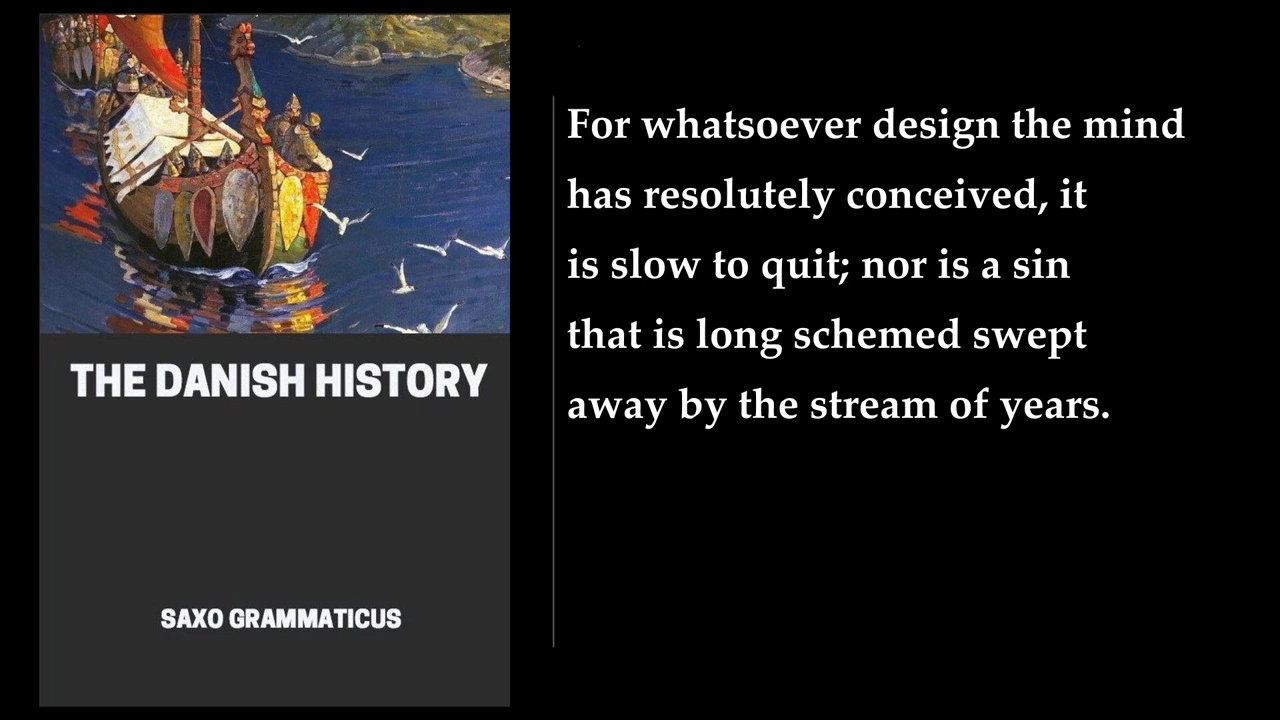 THE DANISH HISTORY
SAXO GRAMMATICUS
For whatsoever design the mind
has resolutely conceived, it
is slow to quit; nor is a sin
that is long schemed swept
away by the stream of years.